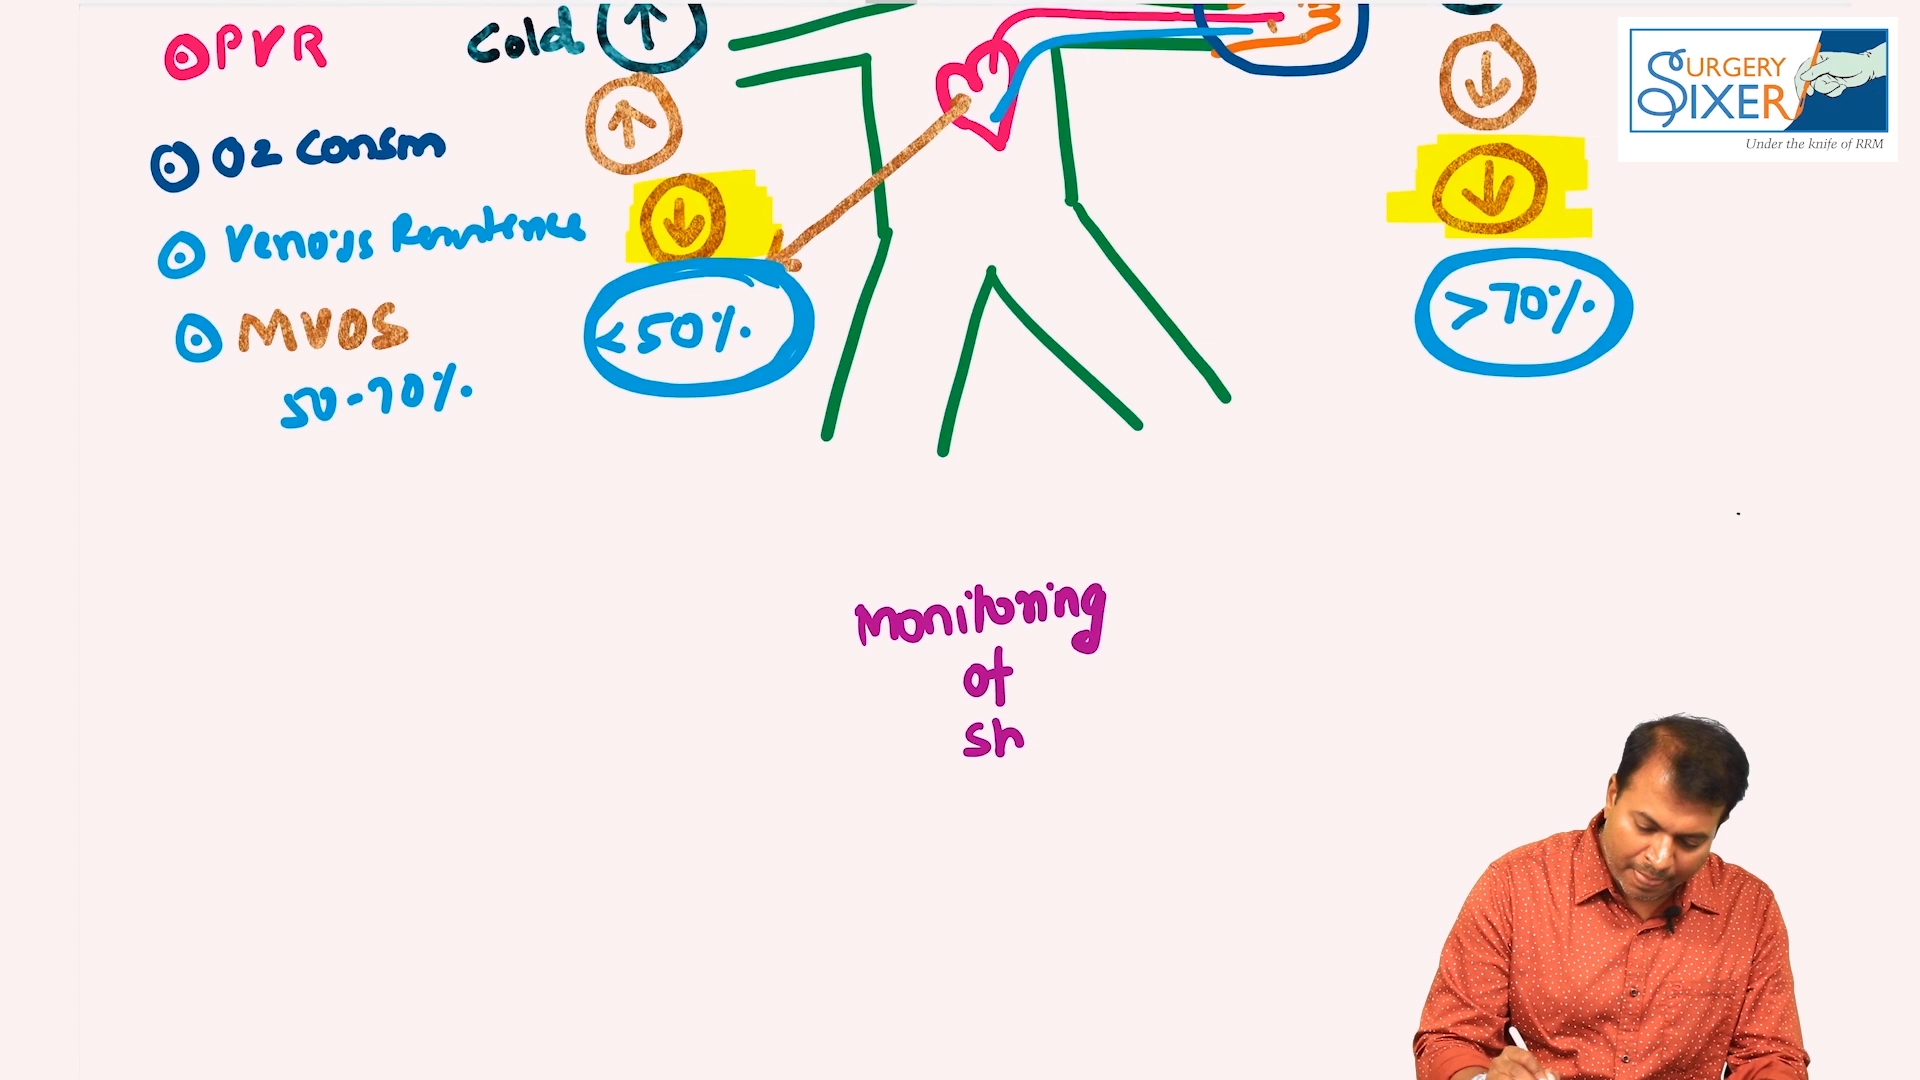 PVR
Cold ↑
↓
↑
O2 Consm
↓
↓
Venous Resistence
MVOS
<50%
>70%
50-70%
Monitoring
of
sh
SURGERY
SIXER
Under the knife of RRM